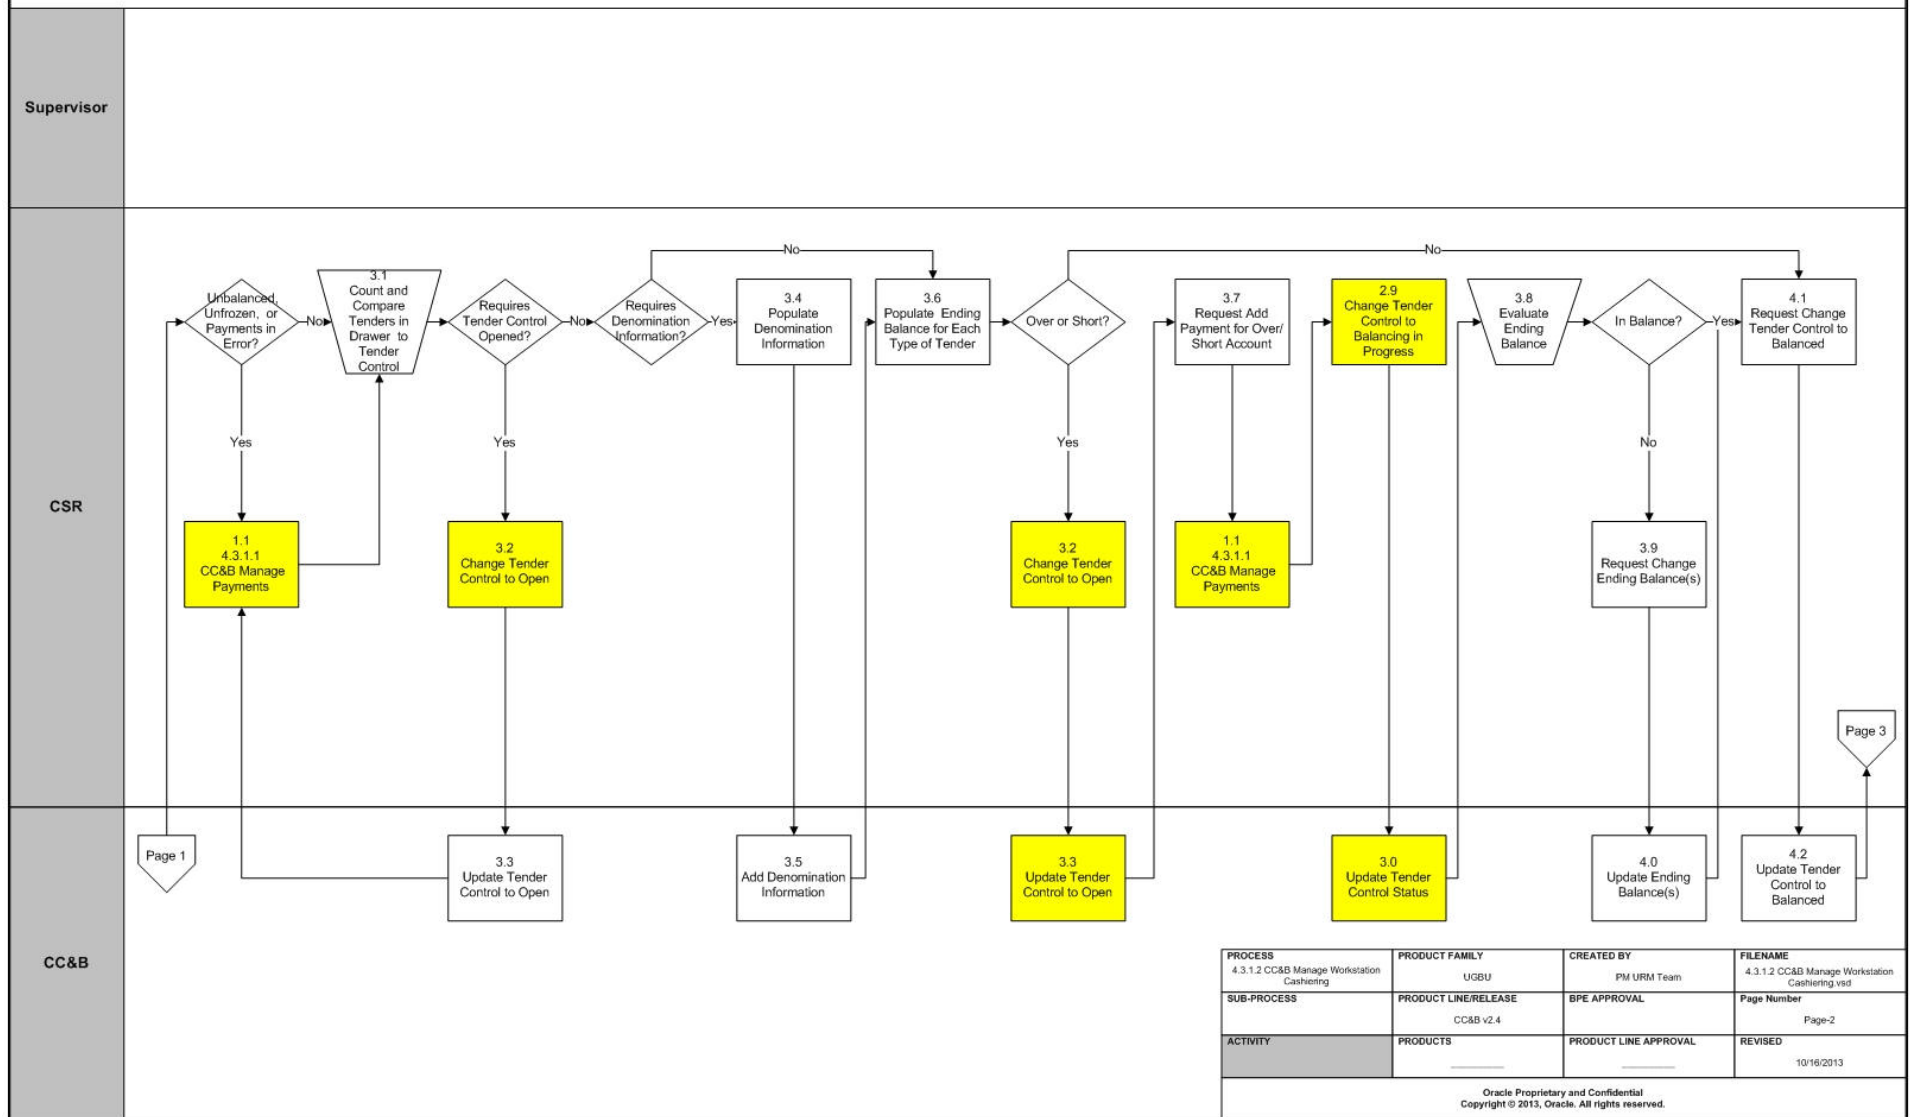 Supervisor
CSR
Unbalanced,
Unfrozen, or
Payments in
Error?
No
Yes
3.1
Count and
Compare
Tenders in
Drawer to
Tender
Control
Requires
Tender Control
Opened?
No
Yes
Requires
Denomination
Information?
No
Yes
3.4
Populate
Denomination
Information
3.6
Populate Ending
Balance for Each
Type of Tender
Over or Short?
No
Yes
3.7
Request Add
Payment for Over/
Short Account
2.9
Change Tender
Control to
Balancing in
Progress
3.8
Evaluate
Ending
Balance
In Balance?
Yes
No
4.1
Request Change
Tender Control to
Balanced
1.1
4.3.1.1
CC&B Manage
Payments
3.2
Change Tender
Control to Open
3.2
Change Tender
Control to Open
1.1
4.3.1.1
CC&B Manage
Payments
3.9
Request Change
Ending Balance(s)
Page 3
CC&B
Page 1
3.3
Update Tender
Control to Open
3.5
Add Denomination
Information
3.3
Update Tender
Control to Open
3.0
Update Tender
Control Status
4.0
Update Ending
Balance(s)
4.2
Update Tender
Control to
Balanced
PROCESS
4.3.1.2 CC&B Manage Workstation
Cashiering
PRODUCT FAMILY
UGBU
CREATED BY
PM URM Team
FILENAME
4.3.1.2 CC&B Manage Workstation
Cashiering.vsd
SUB-PROCESS
PRODUCT LINE/RELEASE
CC&B v2.4
BPE APPROVAL
Page Number
Page-2
ACTIVITY
PRODUCTS
PRODUCT LINE APPROVAL
REVISED
10/16/2013
Oracle Proprietary and Confidential
Copyright © 2013, Oracle. All rights reserved.